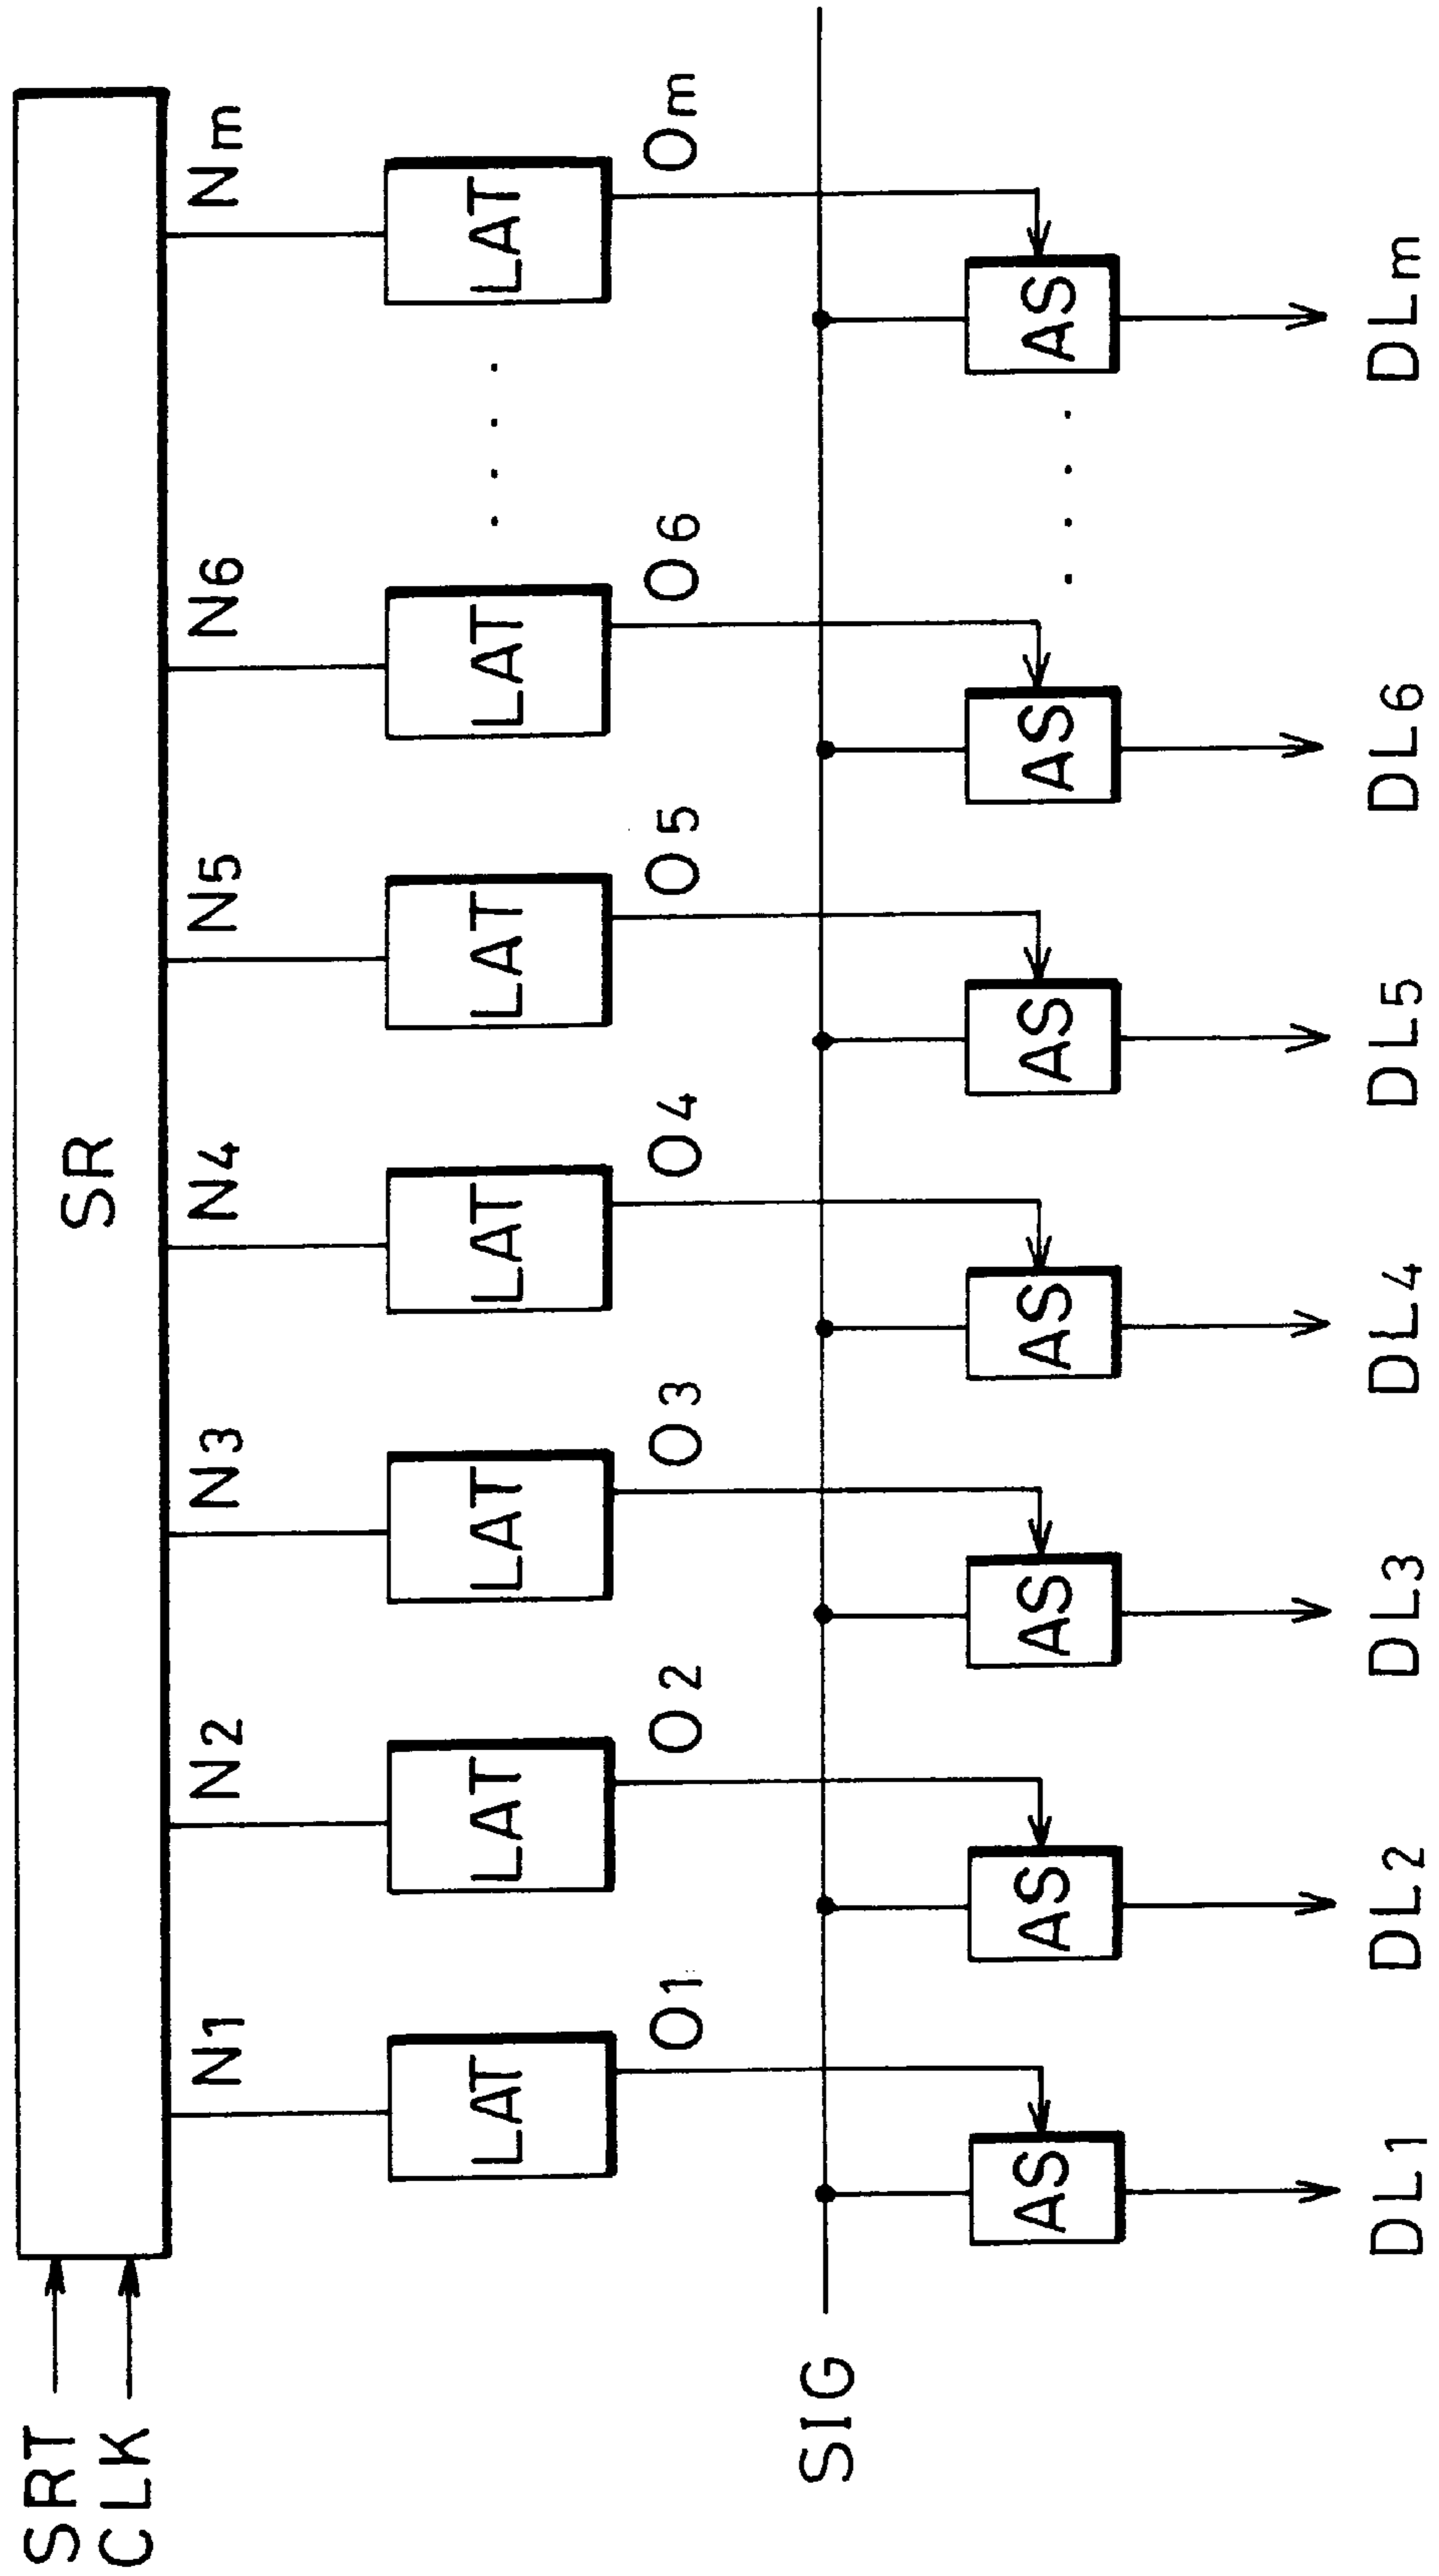 SRT
CLK
SR
N1 N2 N3 N4 N5 N6 Nm
LAT LAT LAT LAT LAT LAT LAT
O1 O2 O3 O4 O5 O6 Om
SIG
AS AS AS AS AS AS AS
DL1 DL2 DL3 DL4 DL5 DL6 DLm